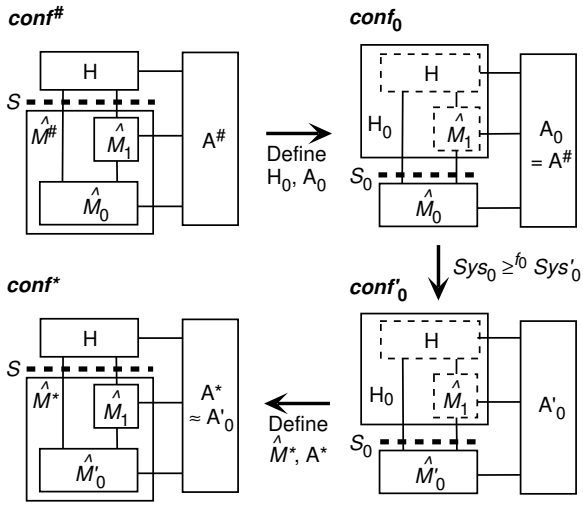 conf#
H
S
M̂#
M̂1
A#
M̂0
Define
H0, A0
conf0
H
H0
M̂1
A0
= A#
S0
M̂0
Sys0 ≥f0 Sys'0
conf'0
H
H0
M̂1
A'0
S0
M̂'0
Define
M̂*, A*
conf*
H
S
M̂*
M̂1
A*
≈ A'0
M̂'0